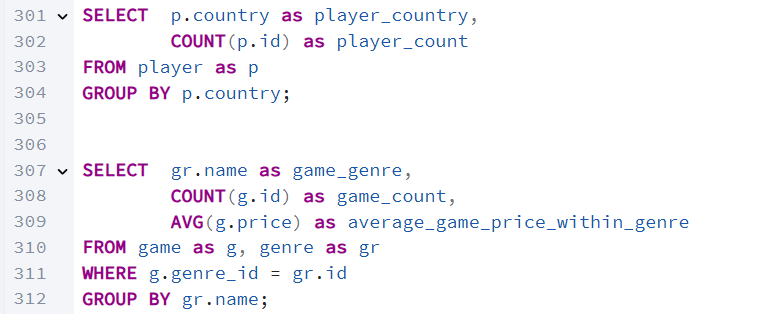 301 SELECT p.country as player_country,
302 COUNT(p.id) as player_count
303 FROM player as p
304 GROUP BY p.country;
305
306
307 SELECT gr.name as game_genre,
308 COUNT(g.id) as game_count,
309 AVG(g.price) as average_game_price_within_genre
310 FROM game as g, genre as gr
311 WHERE g.genre_id = gr.id
312 GROUP BY gr.name;